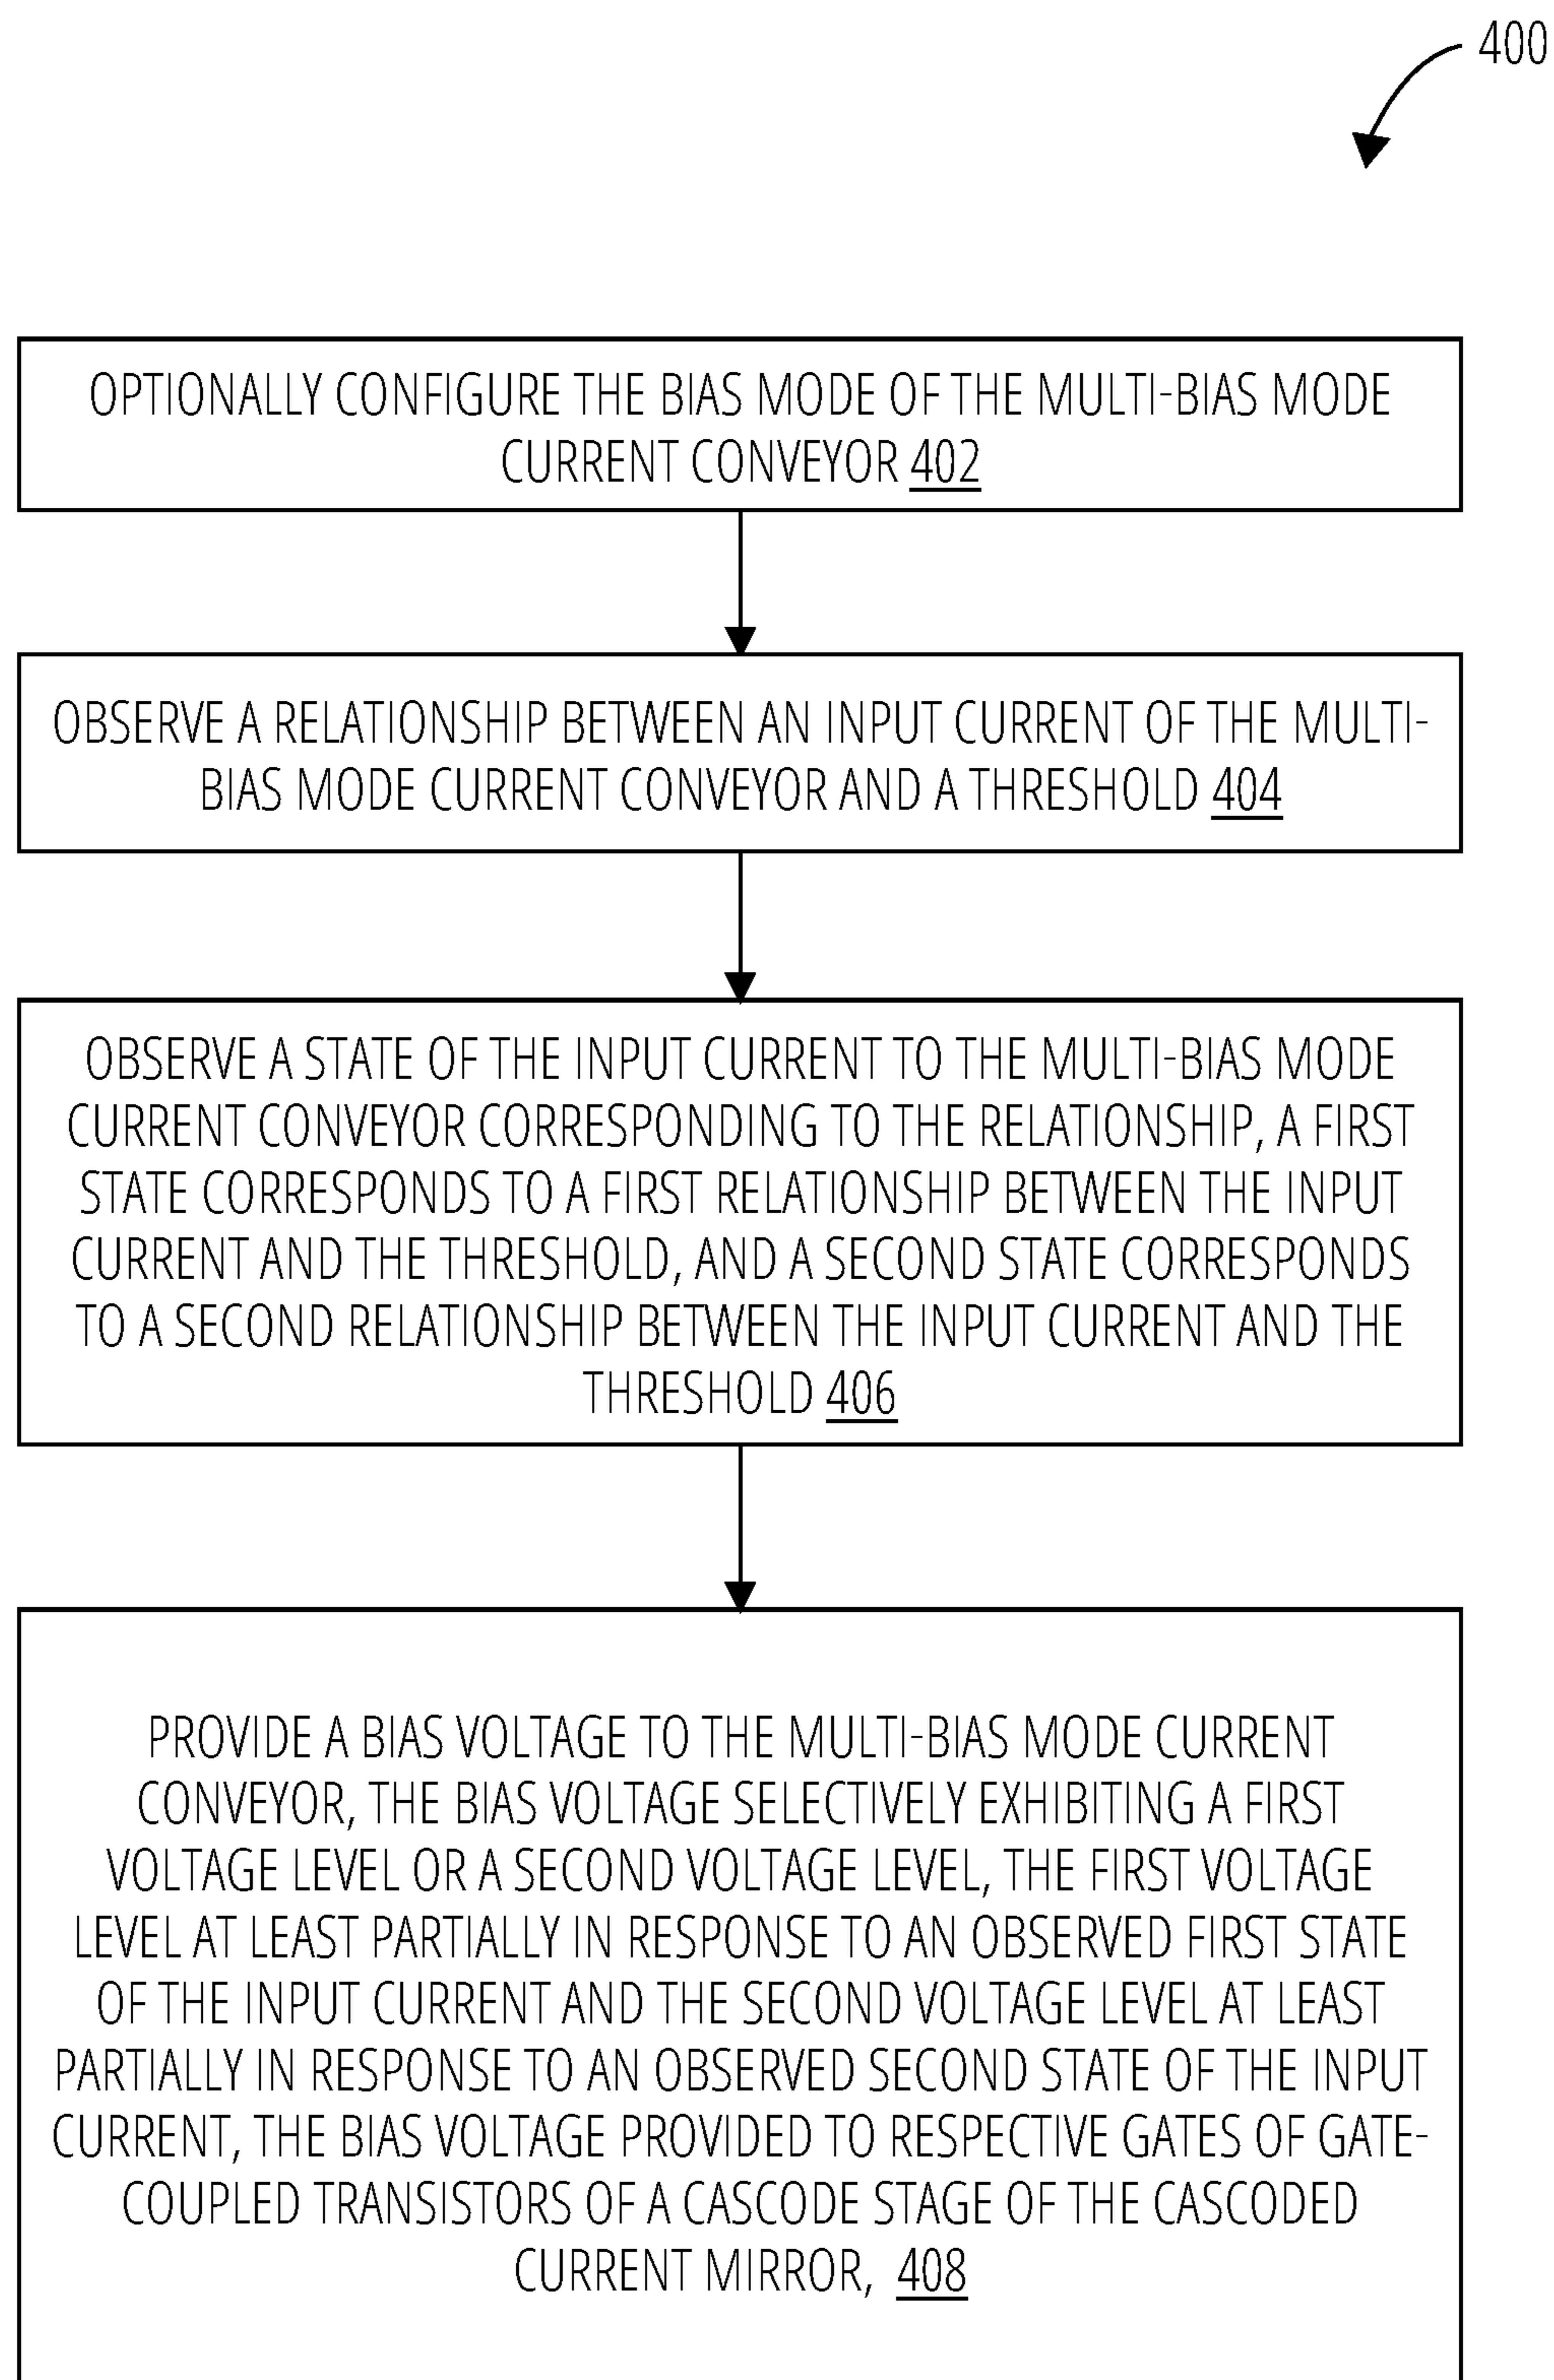 400
OPTIONALLY CONFIGURE THE BIAS MODE OF THE MULTI-BIAS MODE
CURRENT CONVEYOR 402
OBSERVE A RELATIONSHIP BETWEEN AN INPUT CURRENT OF THE MULTI-
BIAS MODE CURRENT CONVEYOR AND A THRESHOLD 404
OBSERVE A STATE OF THE INPUT CURRENT TO THE MULTI-BIAS MODE
CURRENT CONVEYOR CORRESPONDING TO THE RELATIONSHIP, A FIRST
STATE CORRESPONDS TO A FIRST RELATIONSHIP BETWEEN THE INPUT
CURRENT AND THE THRESHOLD, AND A SECOND STATE CORRESPONDS
TO A SECOND RELATIONSHIP BETWEEN THE INPUT CURRENT AND THE
THRESHOLD 406
PROVIDE A BIAS VOLTAGE TO THE MULTI-BIAS MODE CURRENT
CONVEYOR, THE BIAS VOLTAGE SELECTIVELY EXHIBITING A FIRST
VOLTAGE LEVEL OR A SECOND VOLTAGE LEVEL, THE FIRST VOLTAGE
LEVEL AT LEAST PARTIALLY IN RESPONSE TO AN OBSERVED FIRST STATE
OF THE INPUT CURRENT AND THE SECOND VOLTAGE LEVEL AT LEAST
PARTIALLY IN RESPONSE TO AN OBSERVED SECOND STATE OF THE INPUT
CURRENT, THE BIAS VOLTAGE PROVIDED TO RESPECTIVE GATES OF GATE-
COUPLED TRANSISTORS OF A CASCODE STAGE OF THE CASCODED
CURRENT MIRROR, 408